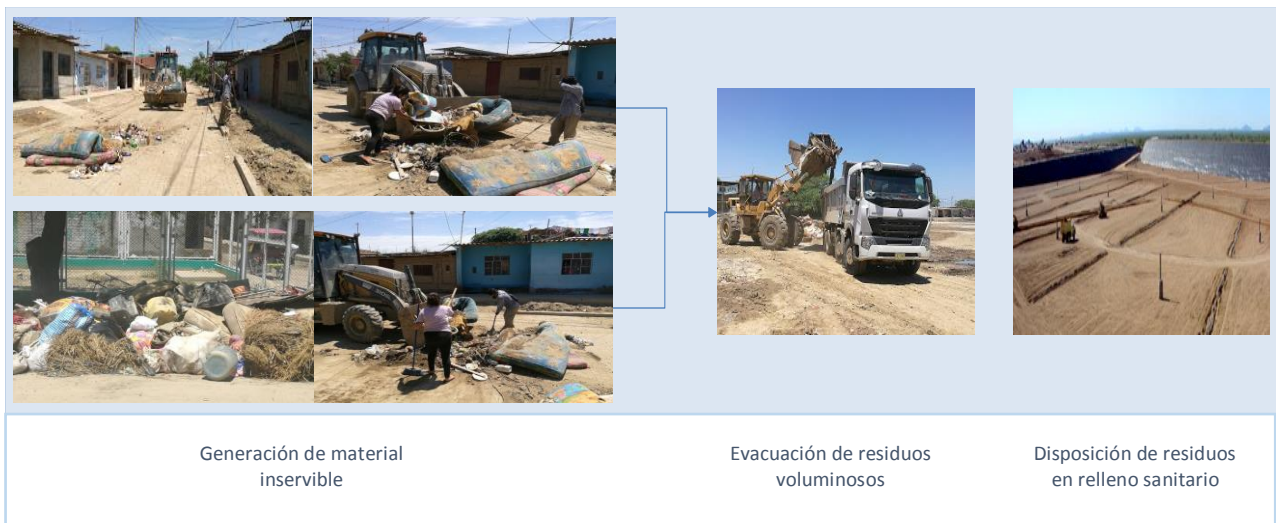 Generación de material
inservible
Evacuación de residuos
voluminosos
Disposición de residuos
en relleno sanitario